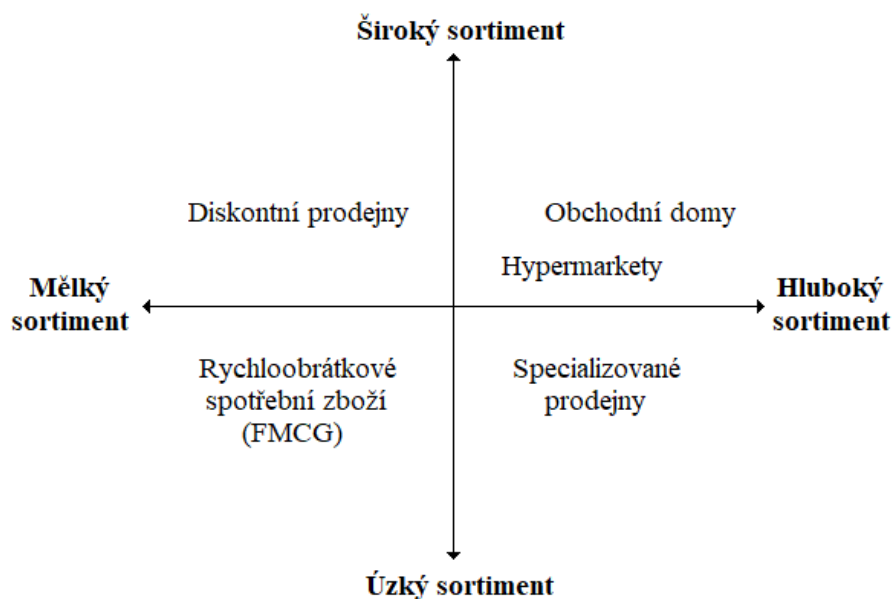 Široký sortiment
Diskontní prodejny
Obchodní domy
Hypermarkety
Mělký
sortiment
Hluboký
sortiment
Rychloobrátkové
spotřební zboží
(FMCG)
Specializované
prodejny
Úzký sortiment